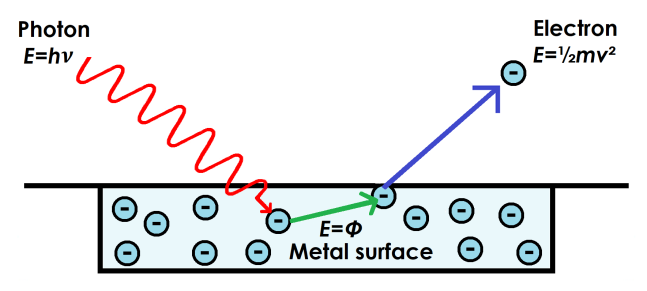 Photon
E=hν
Electron
E=½mv²
E=Φ
Metal surface